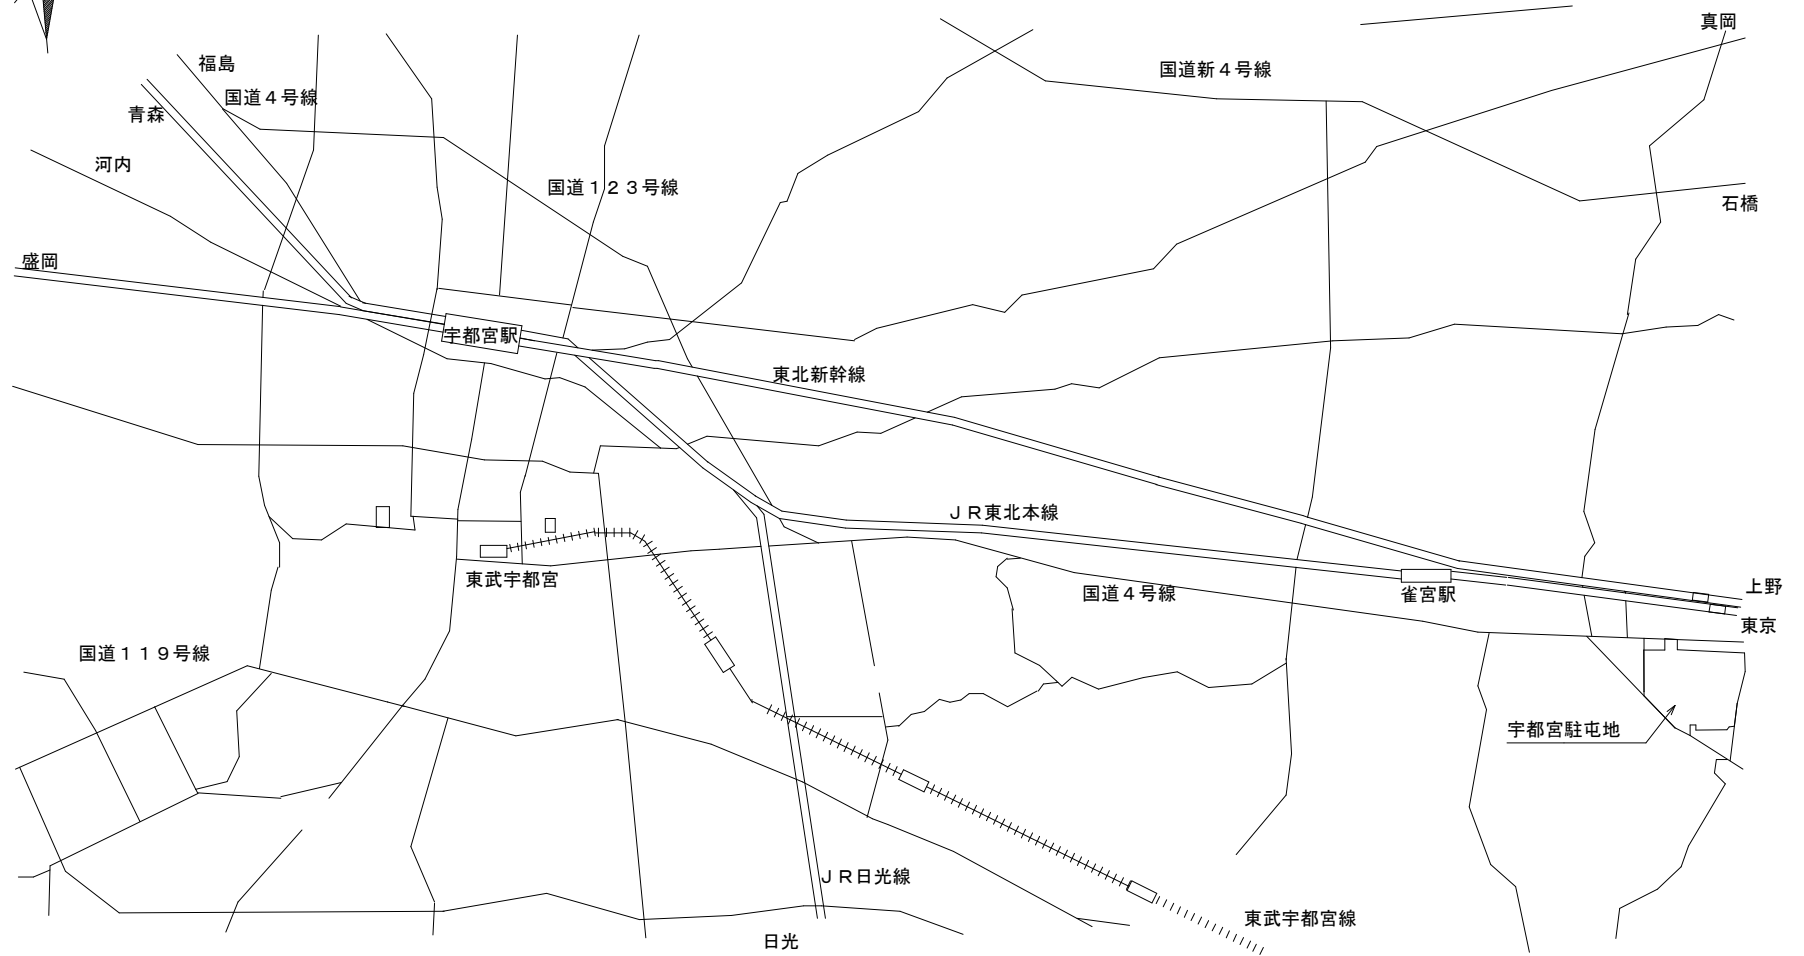 真岡
福島
国道新４号線
国道４号線
青森
河内
国道１２３号線
石橋
盛岡
宇都宮駅
東北新幹線
ＪＲ東北本線
東武宇都宮
上野
国道４号線
雀宮駅
東京
国道１１９号線
宇都宮駐屯地
ＪＲ日光線
東武宇都宮線
日光